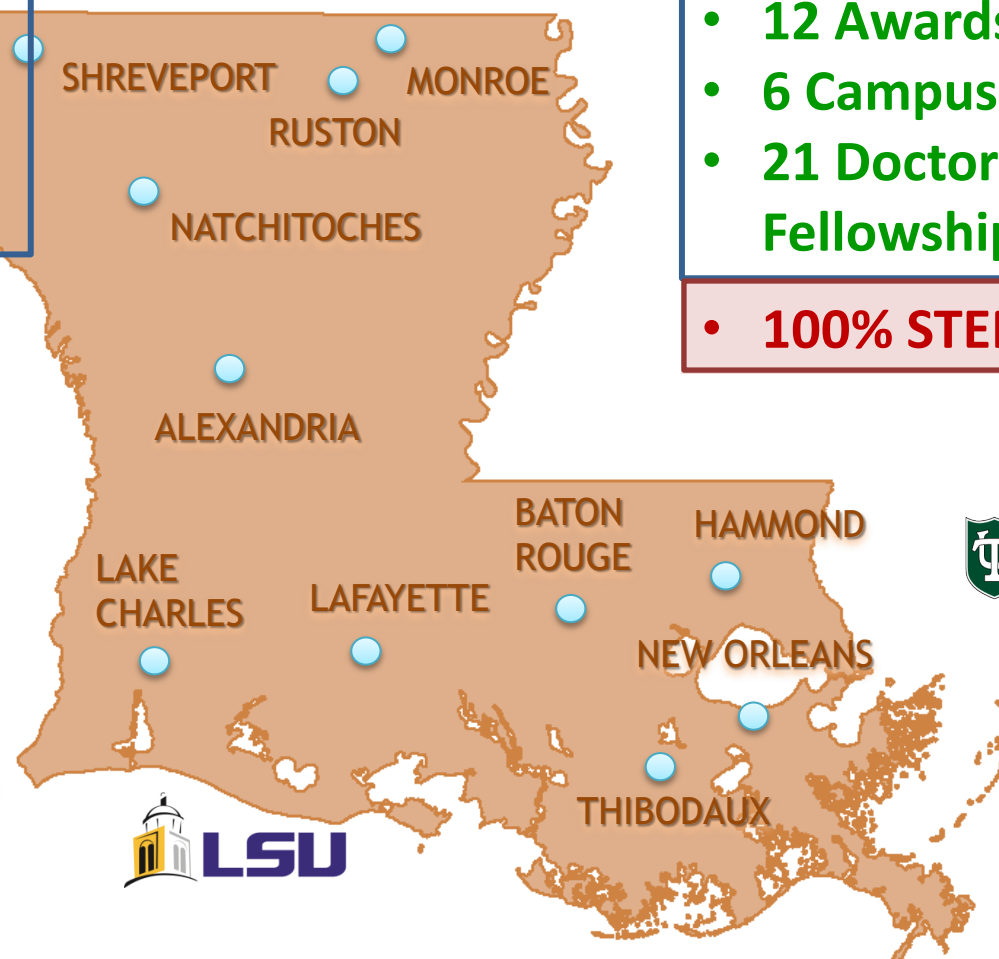 • 12 Awards
• 6 Campus
• 21 Doctor
Fellowship
• 100% STE
SHREVEPORT
MONROE
RUSTON
NATCHITOCHES
ALEXANDRIA
BATON
ROUGE
HAMMOND
LAKE
CHARLES
LAFAYETTE
NEW ORLEANS
THIBODAUX
LSU